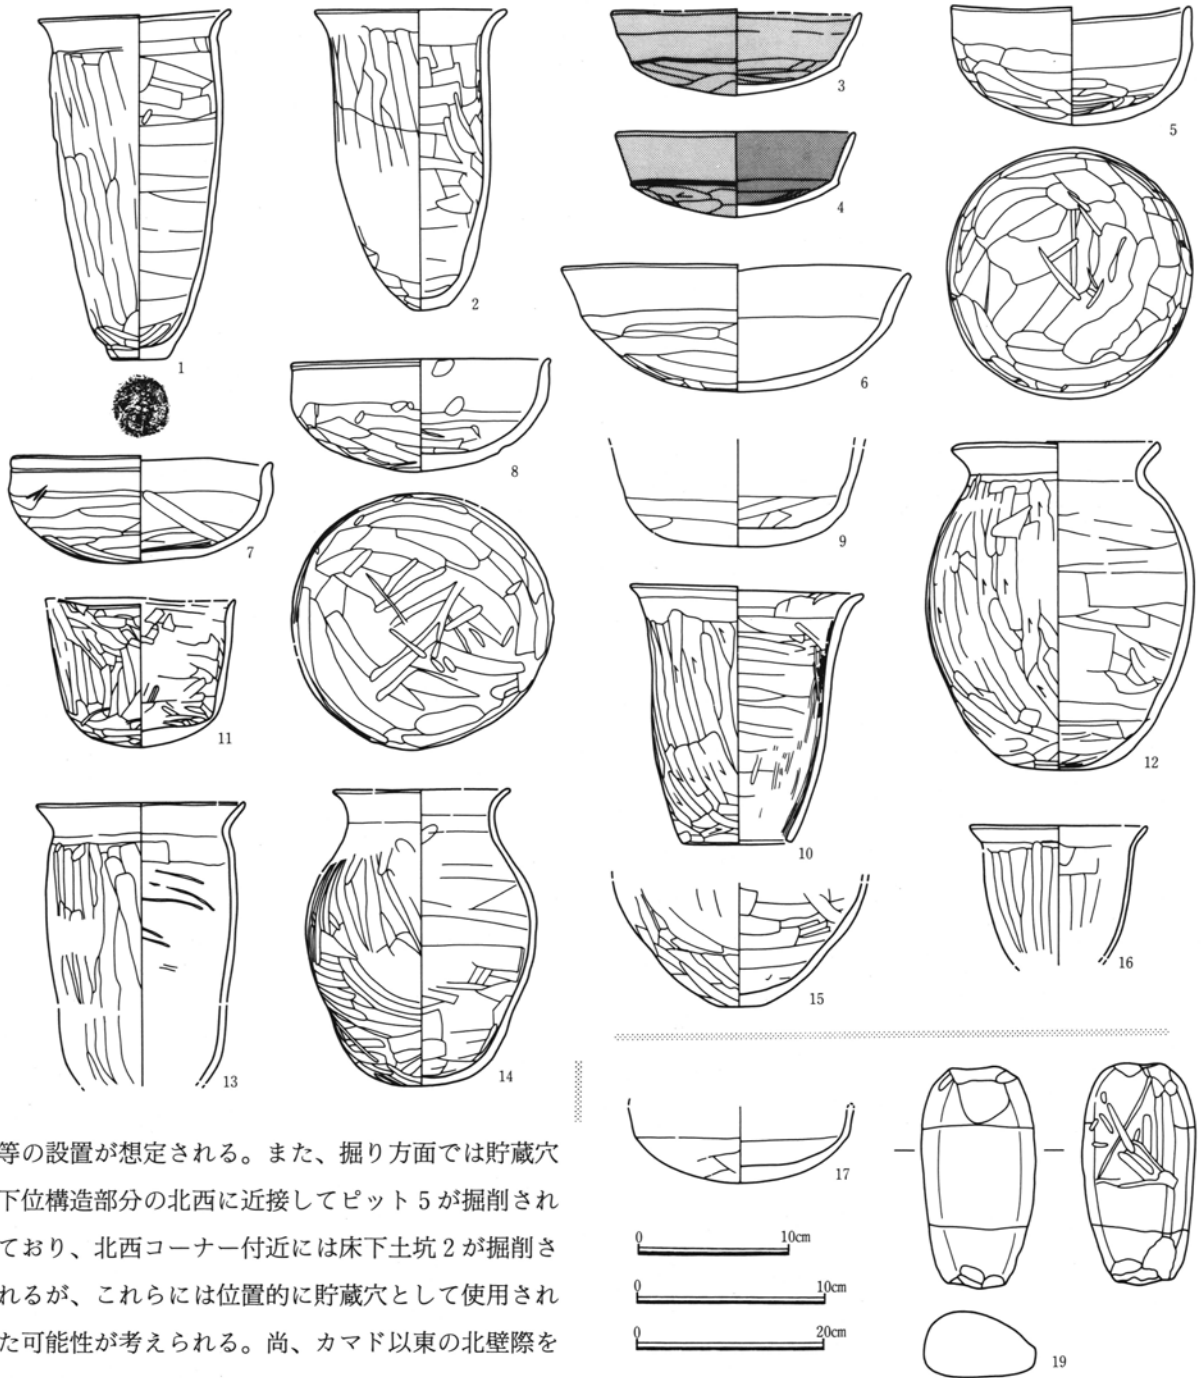 1
2
3
4
5
6
7
8
9
10
11
12
13
14
15
16
17
19
0 10cm
0 10cm
0 20cm
等の設置が想定される。また、掘り方面では貯蔵穴
下位構造部分の北西に近接してピット5が掘削され
ており、北西コーナー付近には床下土坑2が掘削さ
れるが、これらには位置的に貯蔵穴として使用され
た可能性が考えられる。尚、カマド以東の北壁際を